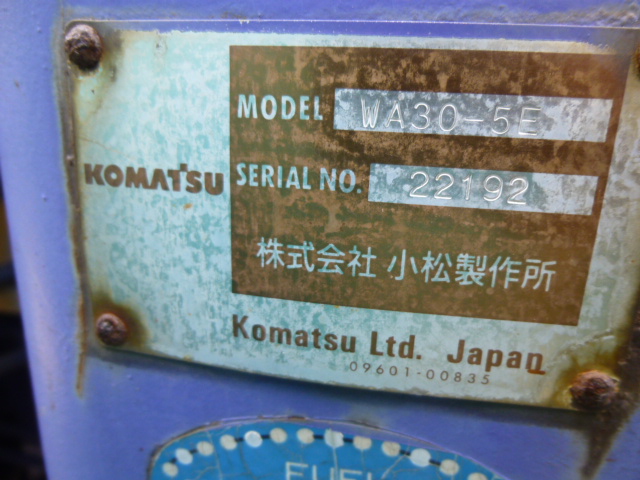 MODEL WA30-5E
KOMATSU
SERIAL NO. 22192
株式会社 小松製作所
Komatsu Ltd. Japan
09601-00835
FUEL